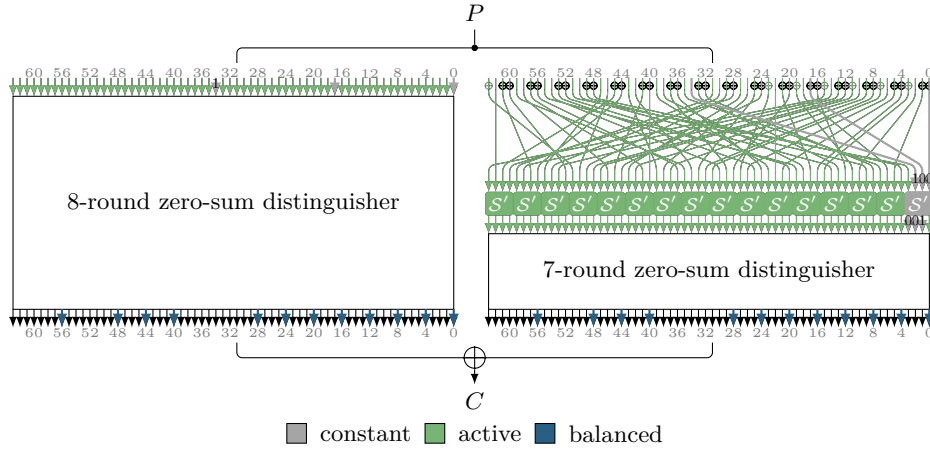 P
60 56 52 48 44 40 36 32 28 24 20 16 12 8 4 0
60 56 52 48 44 40 36 32 28 24 20 16 12 8 4 0
1
100
8-round zero-sum distinguisher
S′ S′ S′ S′ S′ S′ S′ S′ S′ S′ S′ S′ S′ S′ S′ S′
001
7-round zero-sum distinguisher
60 56 52 48 44 40 36 32 28 24 20 16 12 8 4 0
60 56 52 48 44 40 36 32 28 24 20 16 12 8 4 0
C
constant active balanced